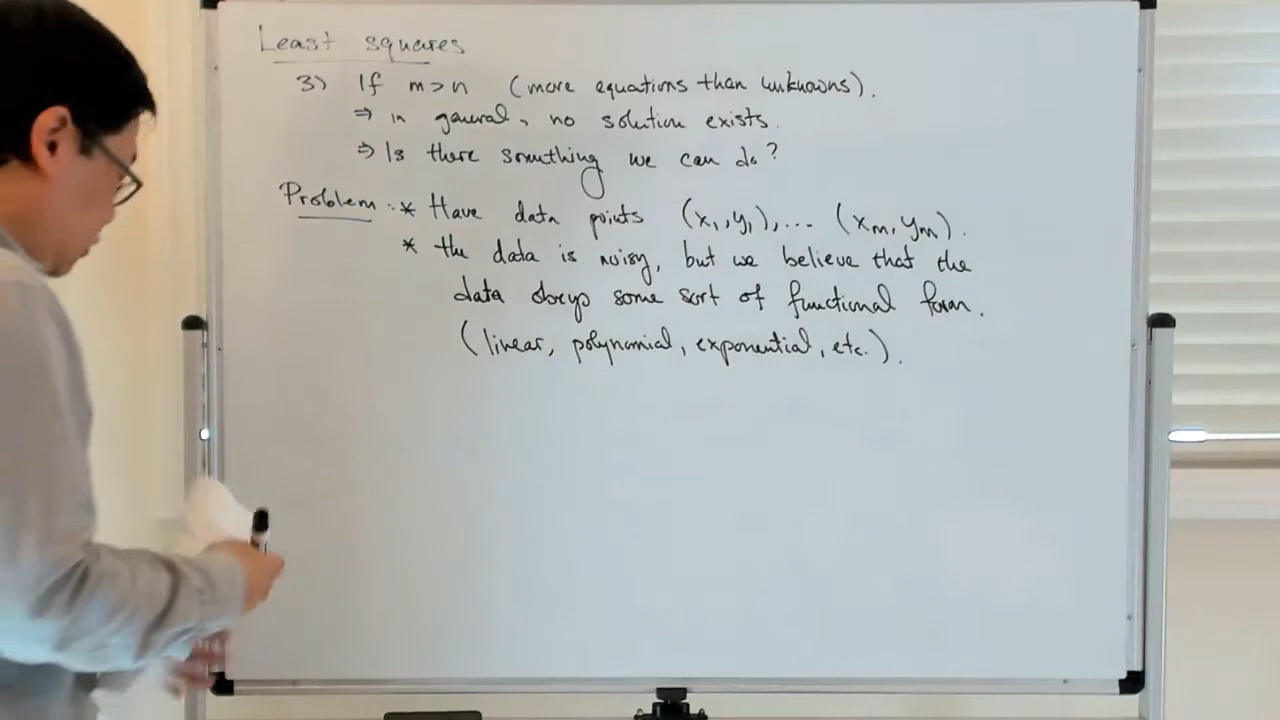 Least squares
3) If m>n (more equations than unknowns).
⇒ in general, no solution exists.
⇒ Is there something we can do?
Problem: * Have data points (x₁,y₁),... (xₘ,yₘ).
* the data is noisy, but we believe that the
data obeys some sort of functional form.
(linear, polynomial, exponential, etc.).